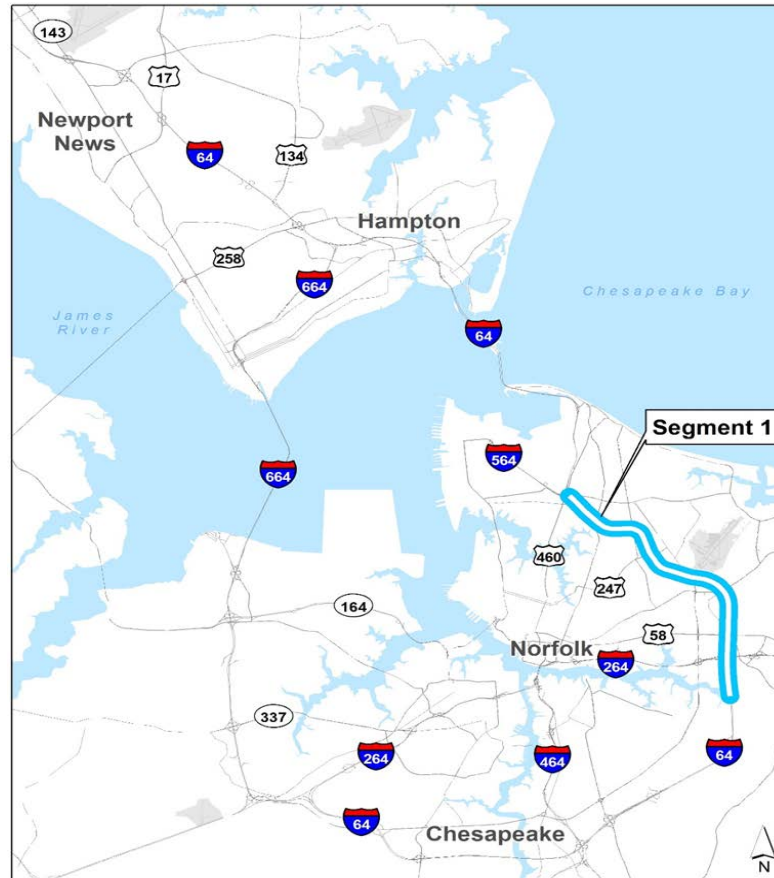 143
17
Newport
News
64
134
Hampton
258
664
Chesapeake Bay
James
River
64
Segment 1
564
664
460
247
164
58
Norfolk
264
337
264
464
64
64
Chesapeake
N